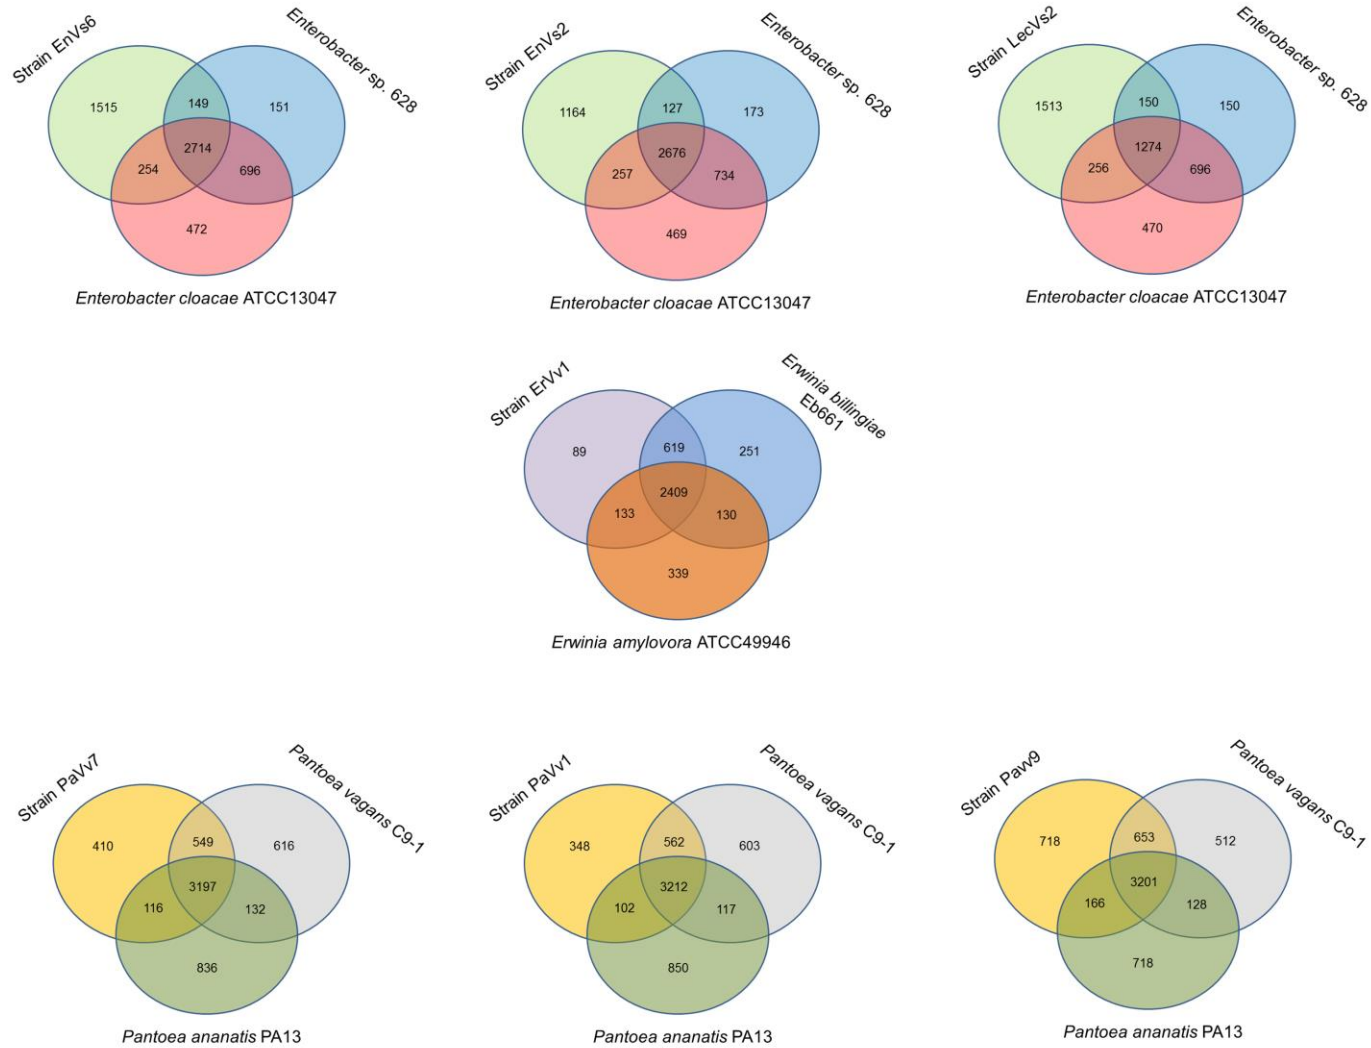 Strain EnVs6
Enterobacter sp. 628
1515
149
151
2714
254
696
472
Enterobacter cloacae ATCC13047
Strain EnVs2
Enterobacter sp. 628
1164
127
173
2676
257
734
469
Enterobacter cloacae ATCC13047
Strain LecVs2
Enterobacter sp. 628
1513
150
150
1274
256
696
470
Enterobacter cloacae ATCC13047
Strain ErVv1
Erwinia billingiae
Eb661
89
619
251
2409
133
130
339
Erwinia amylovora ATCC49946
Strain PaVv7
Pantoea vagans C9-1
410
549
616
3197
116
132
836
Pantoea ananatis PA13
Strain PaVv1
Pantoea vagans C9-1
348
562
603
3212
102
117
850
Pantoea ananatis PA13
Strain Pavv9
Pantoea vagans C9-1
718
653
512
3201
166
128
718
Pantoea ananatis PA13